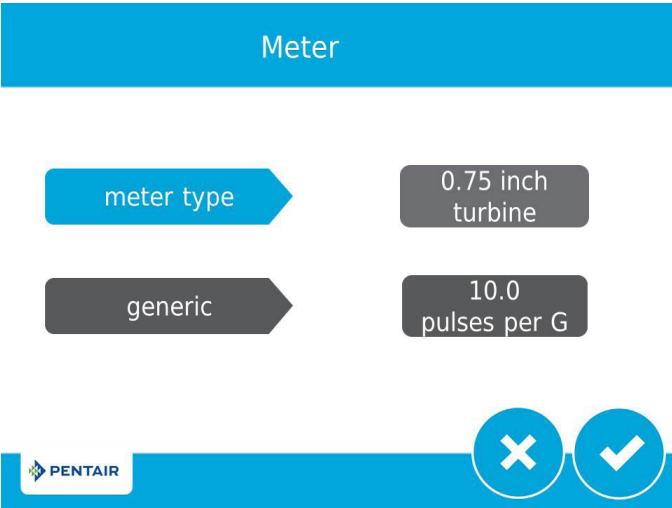 Meter
meter type
0.75 inch
turbine
generic
10.0
pulses per G
PENTAIR